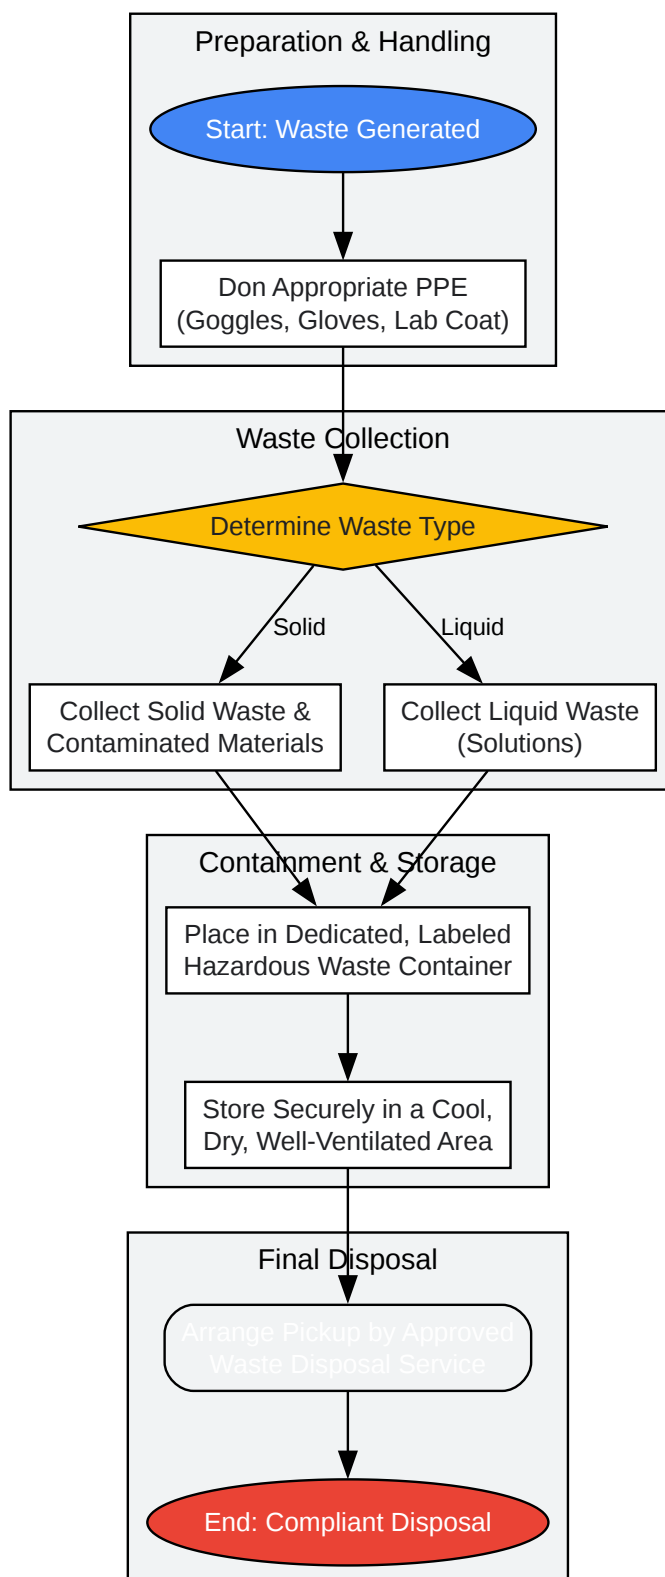 Preparation & Handling
Start: Waste Generated
Don Appropriate PPE
(Goggles, Gloves, Lab Coat)
Waste Collection
Determine Waste Type
Solid
Liquid
Collect Solid Waste &
Contaminated Materials
Collect Liquid Waste
(Solutions)
Containment & Storage
Place in Dedicated, Labeled
Hazardous Waste Container
Store Securely in a Cool,
Dry, Well-Ventilated Area
Final Disposal
Arrange Pickup by Approved
Waste Disposal Service
End: Compliant Disposal